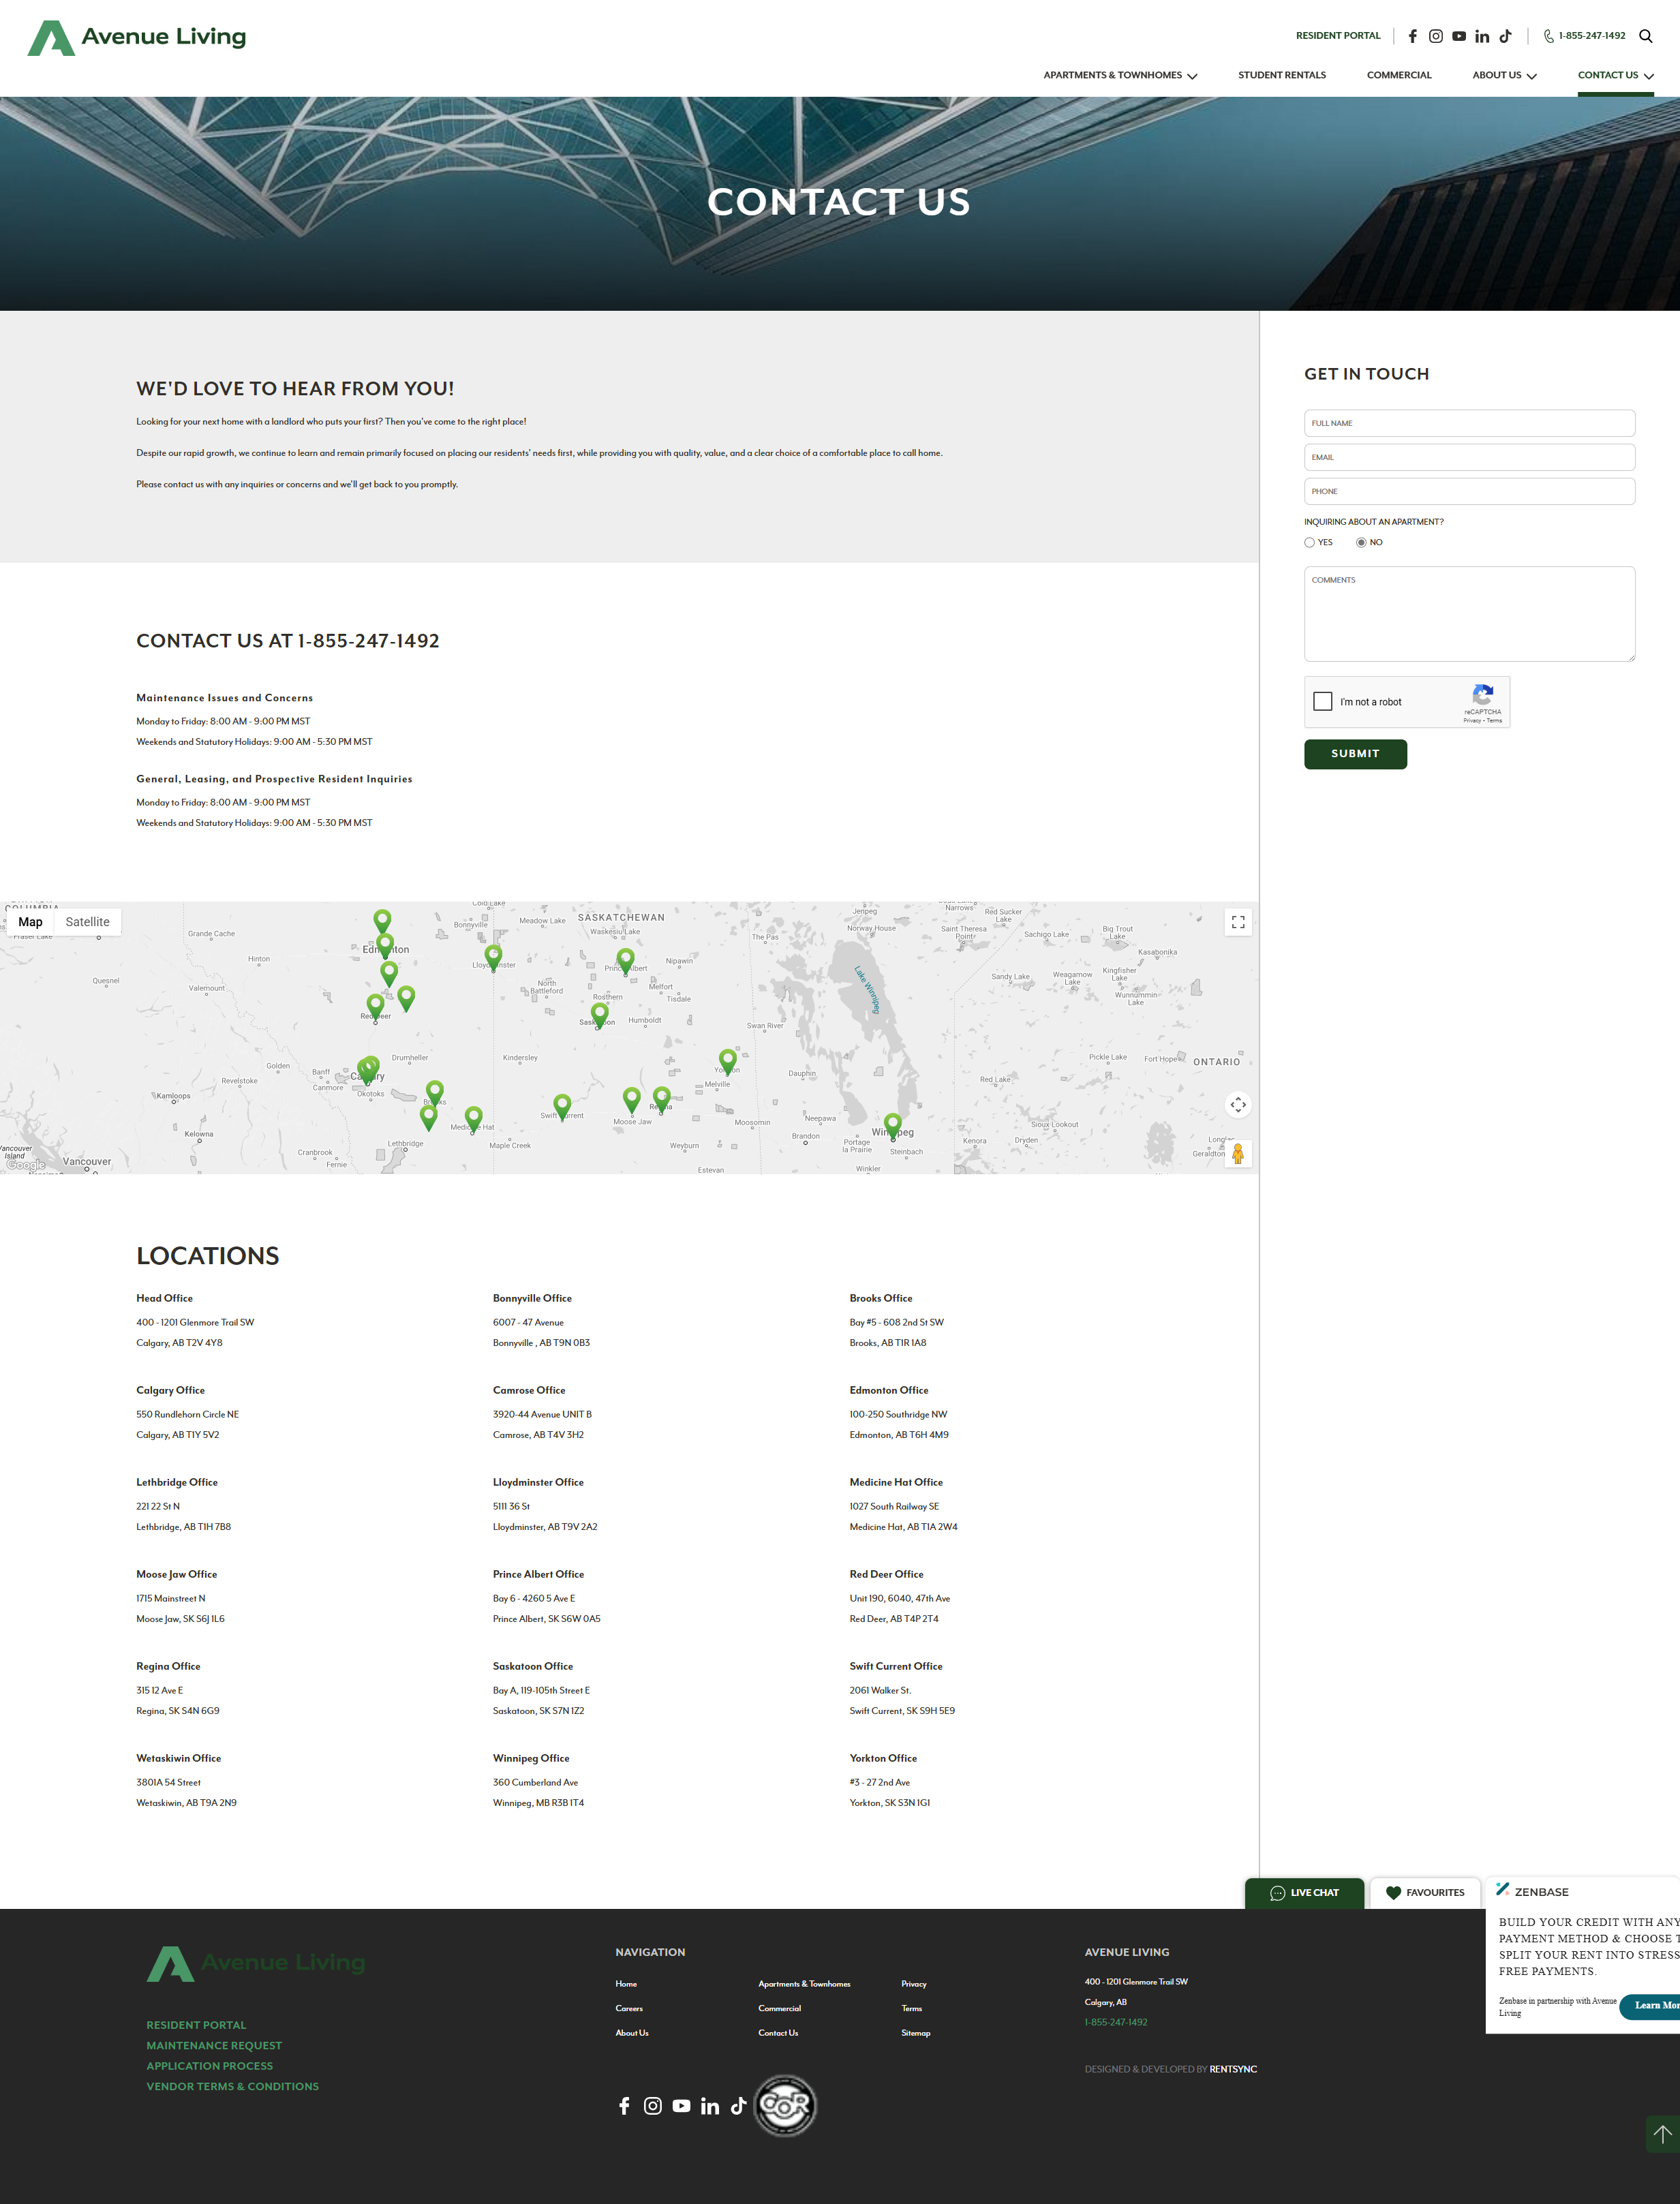 Avenue Living
RESIDENT PORTAL
1-855-247-1492
APARTMENTS & TOWNHOMES
STUDENT RENTALS
COMMERCIAL
ABOUT US
CONTACT US
CONTACT US
WE'D LOVE TO HEAR FROM YOU!
Looking for your next home with a landlord who puts your first? Then you've come to the right place!
Despite our rapid growth, we continue to learn and remain primarily focused on placing our residents' needs first, while providing you with quality, value, and a clear choice of a comfortable place to call home.
Please contact us with any inquiries or concerns and we'll get back to you promptly.
GET IN TOUCH
FULL NAME
EMAIL
PHONE
INQUIRING ABOUT AN APARTMENT?
YES
NO
COMMENTS
I'm not a robot
reCAPTCHA
Privacy - Terms
SUBMIT
CONTACT US AT 1-855-247-1492
Maintenance Issues and Concerns
Monday to Friday: 8:00 AM - 9:00 PM MST
Weekends and Statutory Holidays: 9:00 AM - 5:30 PM MST
General, Leasing, and Prospective Resident Inquiries
Monday to Friday: 8:00 AM - 9:00 PM MST
Weekends and Statutory Holidays: 9:00 AM - 5:30 PM MST
Map
Satellite
Grande Cache
Hinton
Quesnel
Valemount
Bonnyville
Meadow Lake
SASKATCHEWAN
Waskesiu Lake
The Pas
Nipawin
North Battleford
Rosthern
Melfort
Tisdale
Humboldt
Swan River
Jenpeg
Norway House
Lake Winnipeg
Narrows
Red Sucker Lake
Saint Theresa Point
Sachigo Lake
Big Trout Lake
Kasabonika
Sandy Lake
Weagamow Lake
Kingfisher Lake
Wunnummin Lake
Pickle Lake
Fort Hope
ONTARIO
Red Lake
Drumheller
Kindersley
Golden
Banff
Canmore
Revelstoke
Kamloops
Okotoks
Melville
Dauphin
Moose Jaw
Moosomin
Neepawa
Brandon
Portage la Prairie
Steinbach
Winkler
Kenora
Dryden
Sioux Lookout
Geraldton
Kelowna
Vancouver
Vancouver Island
Cranbrook
Fernie
Lethbridge
Maple Creek
Weyburn
Estevan
Google
LOCATIONS
Head Office
400 - 1201 Glenmore Trail SW
Calgary, AB T2V 4Y8
Bonnyville Office
6007 - 47 Avenue
Bonnyville , AB T9N 0B3
Brooks Office
Bay #5 - 608 2nd St SW
Brooks, AB T1R 1A8
Calgary Office
550 Rundlehorn Circle NE
Calgary, AB T1Y 5V2
Camrose Office
3920-44 Avenue UNIT B
Camrose, AB T4V 3H2
Edmonton Office
100-250 Southridge NW
Edmonton, AB T6H 4M9
Lethbridge Office
221 22 St N
Lethbridge, AB T1H 7B8
Lloydminster Office
5111 36 St
Lloydminster, AB T9V 2A2
Medicine Hat Office
1027 South Railway SE
Medicine Hat, AB T1A 2W4
Moose Jaw Office
1715 Mainstreet N
Moose Jaw, SK S6J 1L6
Prince Albert Office
Bay 6 - 4260 5 Ave E
Prince Albert, SK S6W 0A5
Red Deer Office
Unit 190, 6040, 47th Ave
Red Deer, AB T4P 2T4
Regina Office
315 12 Ave E
Regina, SK S4N 6G9
Saskatoon Office
Bay A, 119-105th Street E
Saskatoon, SK S7N 1Z2
Swift Current Office
2061 Walker St.
Swift Current, SK S9H 5E9
Wetaskiwin Office
3801A 54 Street
Wetaskiwin, AB T9A 2N9
Winnipeg Office
360 Cumberland Ave
Winnipeg, MB R3B 1T4
Yorkton Office
#3 - 27 2nd Ave
Yorkton, SK S3N 1G1
LIVE CHAT
FAVOURITES
ZENBASE
BUILD YOUR CREDIT WITH ANY
PAYMENT METHOD & CHOOSE T
SPLIT YOUR RENT INTO STRESS
FREE PAYMENTS.
Zenbase in partnership with Avenue
Living
Learn Mor
Avenue Living
RESIDENT PORTAL
MAINTENANCE REQUEST
APPLICATION PROCESS
VENDOR TERMS & CONDITIONS
NAVIGATION
Home
Apartments & Townhomes
Privacy
Careers
Commercial
Terms
About Us
Contact Us
Sitemap
COR
AVENUE LIVING
400 - 1201 Glenmore Trail SW
Calgary, AB
1-855-247-1492
DESIGNED & DEVELOPED BY RENTSYNC